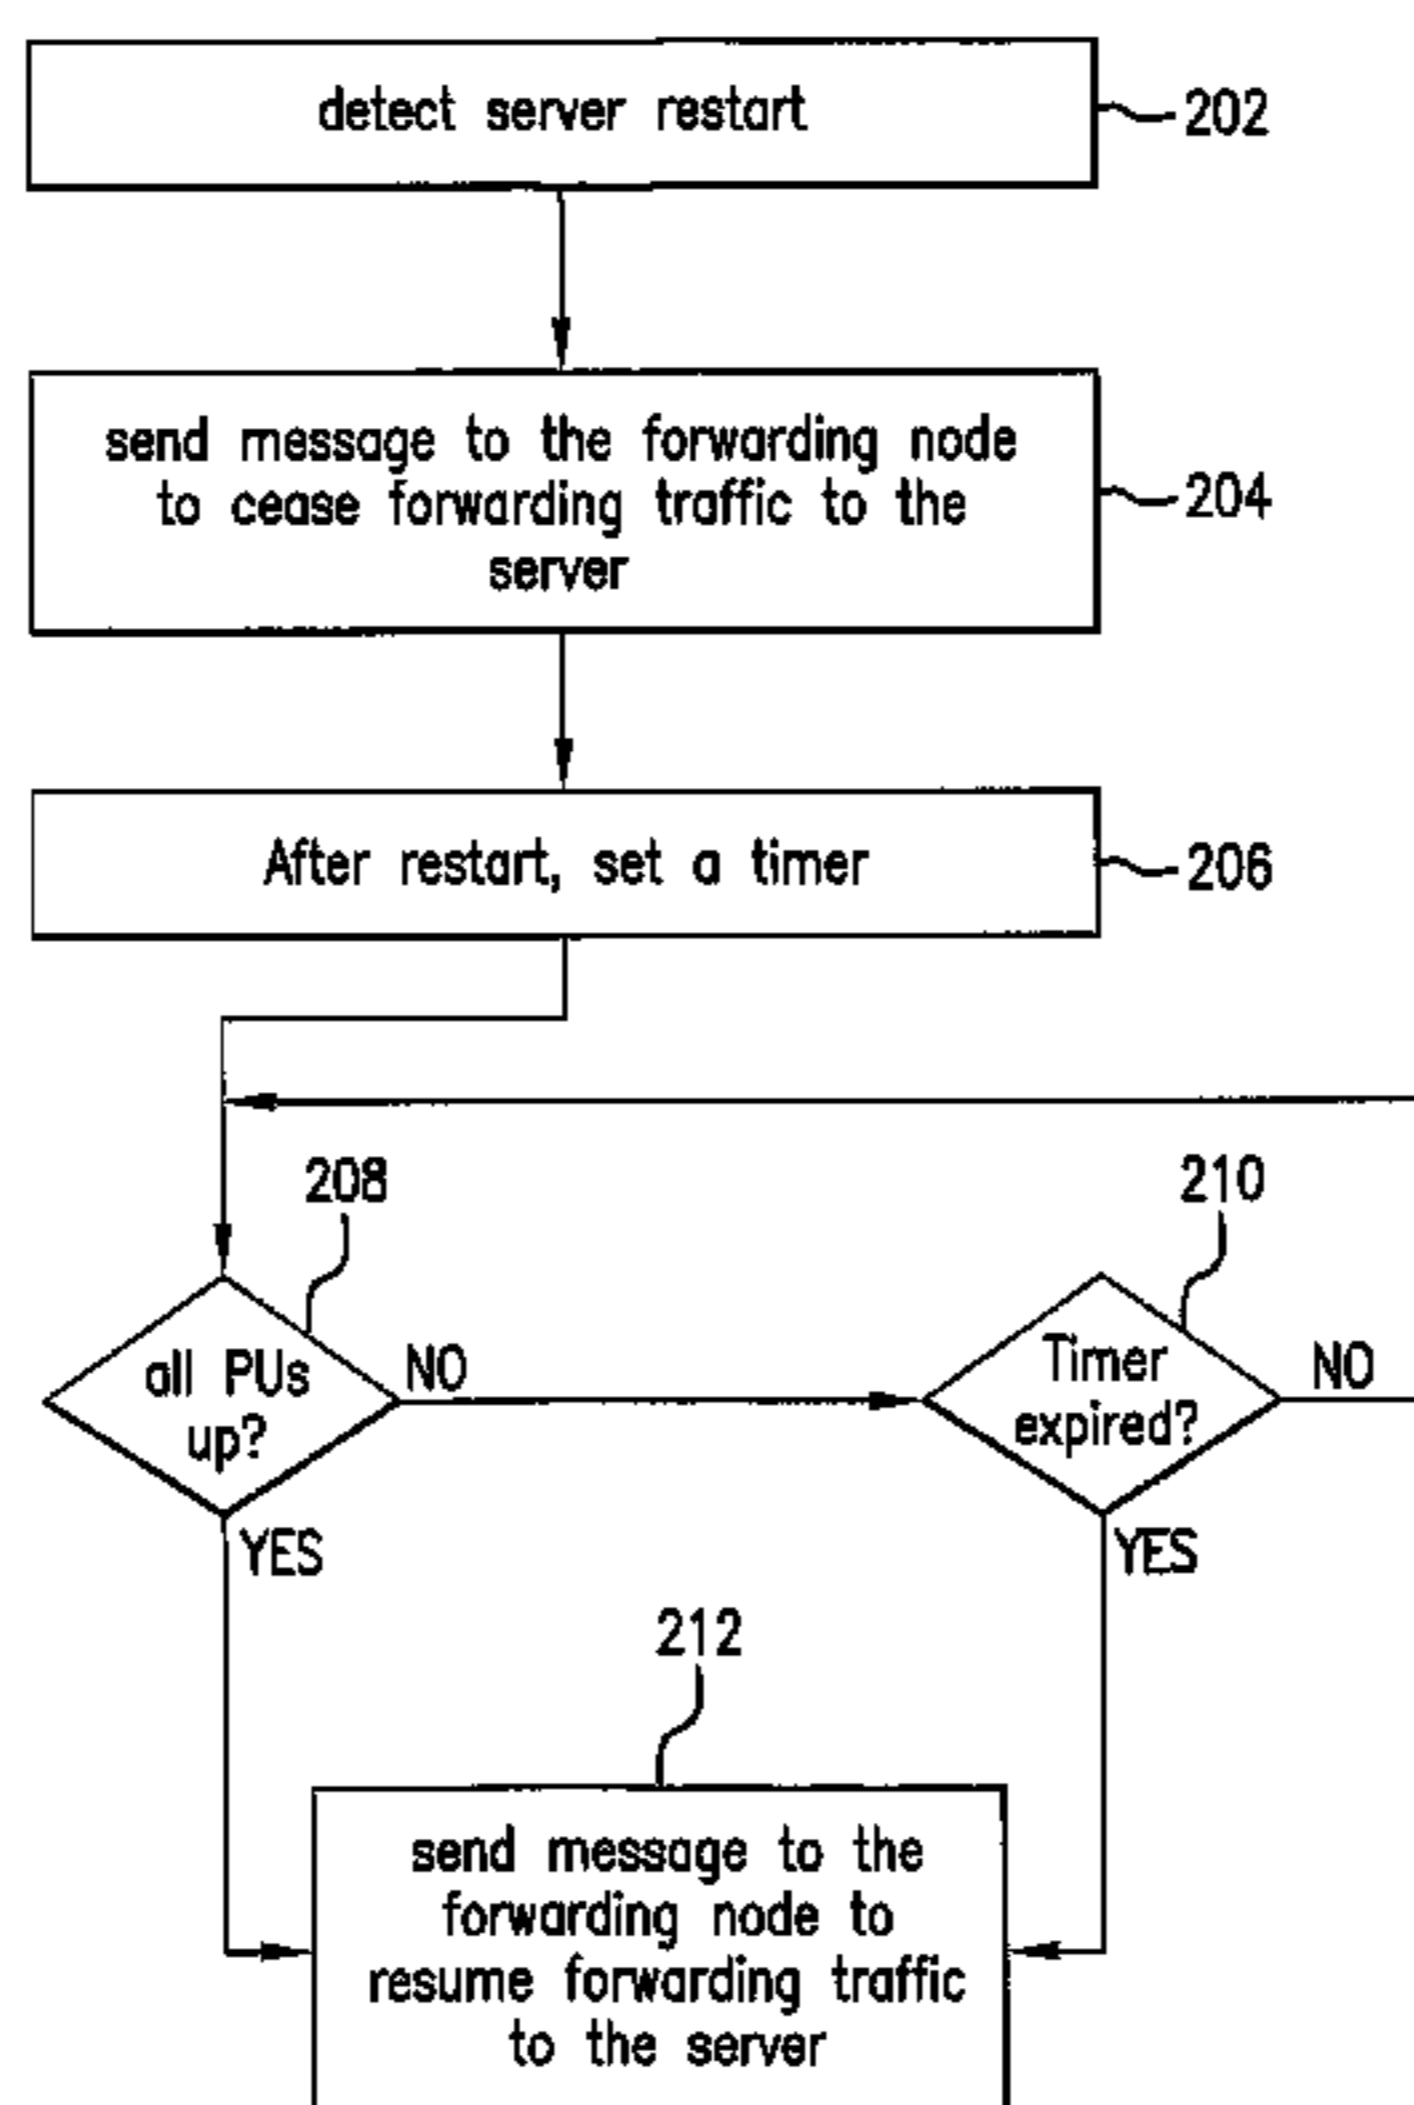 detect server restart
202
send message to the forwarding node
to cease forwarding traffic to the
server
204
After restart, set a timer
206
208
210
all PUs
up?
NO
Timer
expired?
NO
YES
YES
212
send message to the
forwarding node to
resume forwarding traffic
to the server